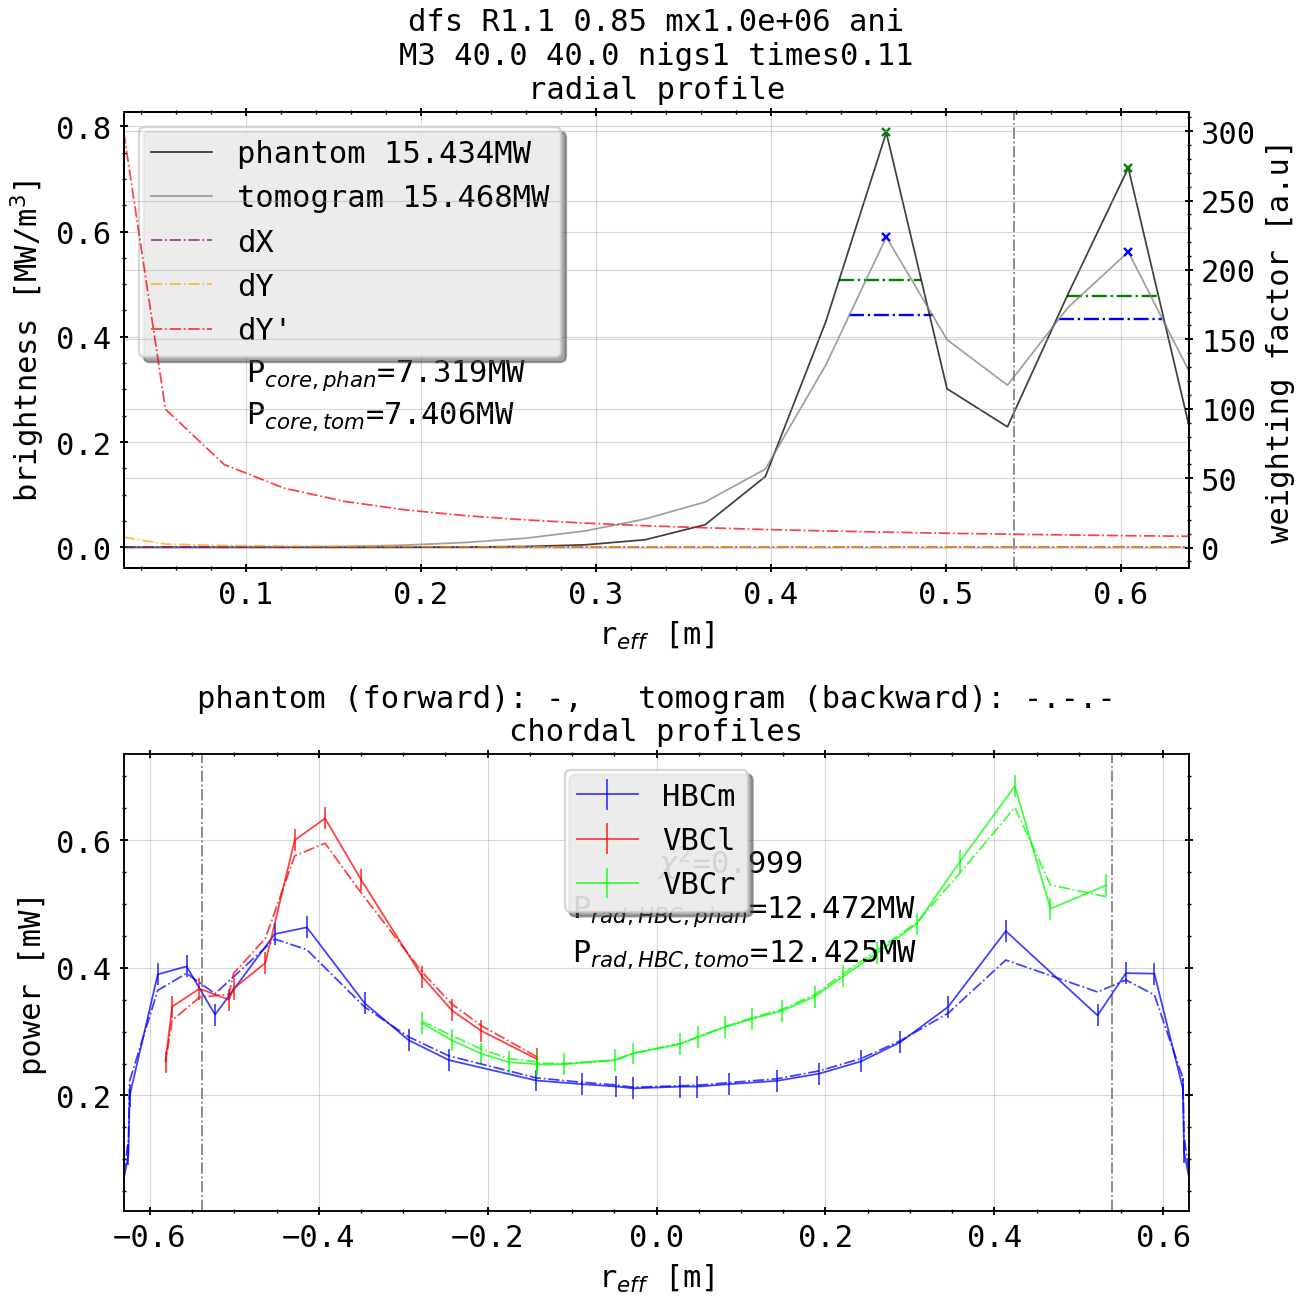 dfs R1.1 0.85 mx1.0e+06 ani
M3 40.0 40.0 nigs1 times0.11
radial profile
brightness [MW/m³]
0.8
0.6
0.4
0.2
0.0
phantom 15.434MW
tomogram 15.468MW
dX
dY
dY'
P_core,phan=7.319MW
P_core,tom=7.406MW
300
250
200
150
100
50
0
weighting factor [a.u]
0.1 0.2 0.3 0.4 0.5 0.6
r_eff [m]
phantom (forward): -,   tomogram (backward): -.-.-
chordal profiles
power [mW]
0.6
0.4
0.2
HBCm
VBCl
VBCr
χ²=0.999
P_rad,HBC,phan=12.472MW
P_rad,HBC,tomo=12.425MW
−0.6 −0.4 −0.2 0.0 0.2 0.4 0.6
r_eff [m]